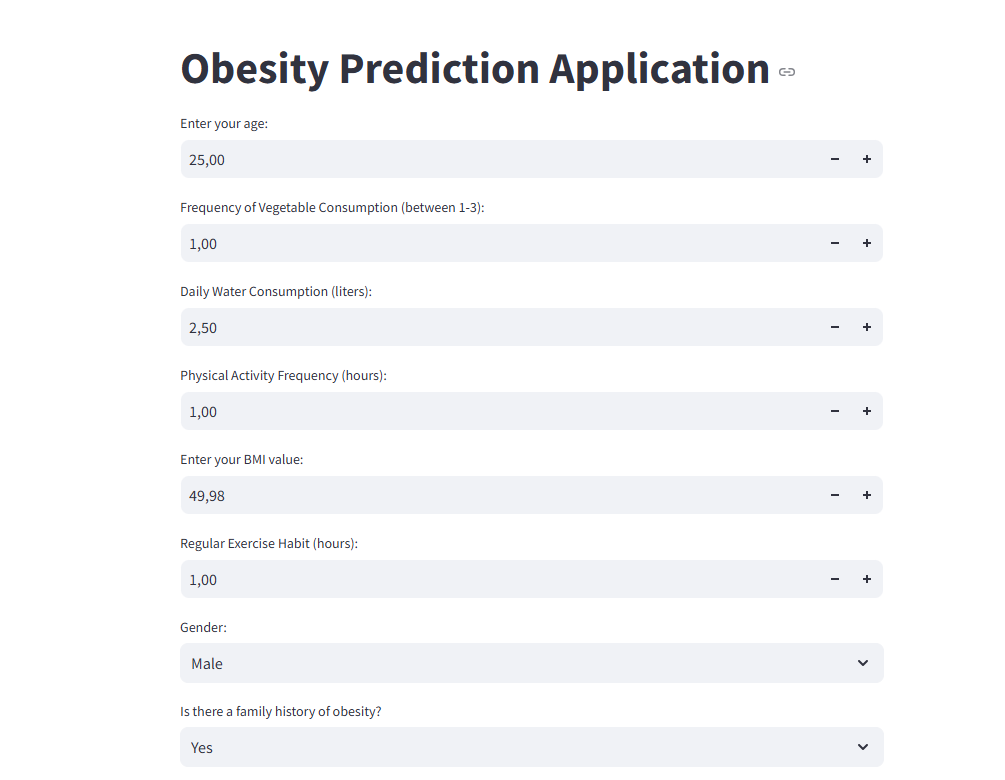 Obesity Prediction Application
Enter your age:
25,00
Frequency of Vegetable Consumption (between 1-3):
1,00
Daily Water Consumption (liters):
2,50
Physical Activity Frequency (hours):
1,00
Enter your BMI value:
49,98
Regular Exercise Habit (hours):
1,00
Gender:
Male
Is there a family history of obesity?
Yes